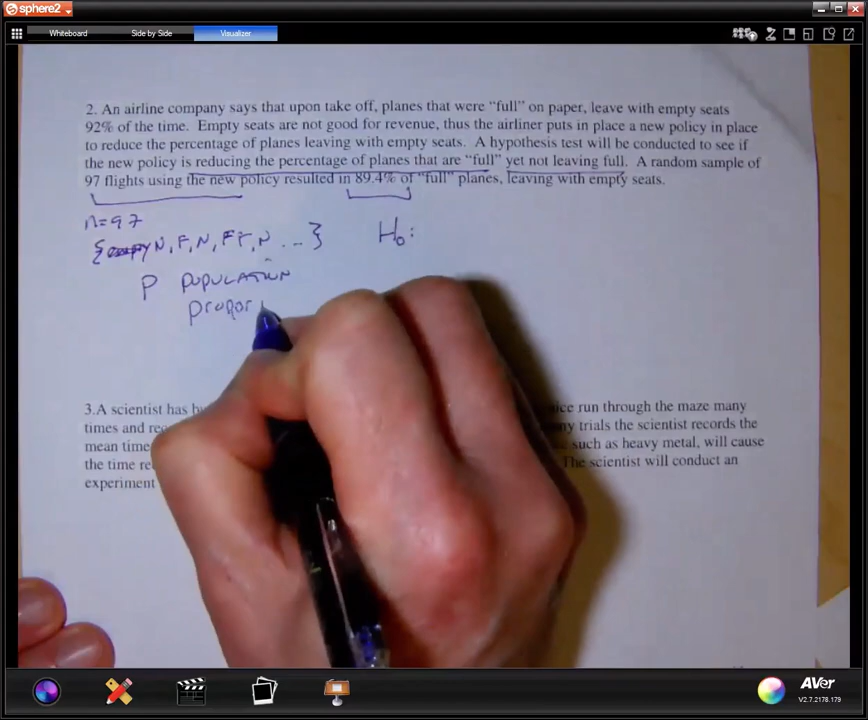 sphere2
Whiteboard
Side by Side
Visualizer
2. An airline company says that upon take off, planes that were "full" on paper, leave with empty seats
92% of the time. Empty seats are not good for revenue, thus the airliner puts in place a new policy in place
to reduce the percentage of planes leaving with empty seats. A hypothesis test will be conducted to see if
the new policy is reducing the percentage of planes that are "full" yet not leaving full. A random sample of
97 flights using the new policy resulted in 89.4% of "full" planes, leaving with empty seats.
n=97
{ N, F, N, F F, N ... }
H₀:
P POPULATION
propor
3.A scientist has
ice run through the maze many
times and
ny trials the scientist records the
mean time
such as heavy metal, will cause
the time
The scientist will conduct an
experiment
AVer
V2.7.2178.179